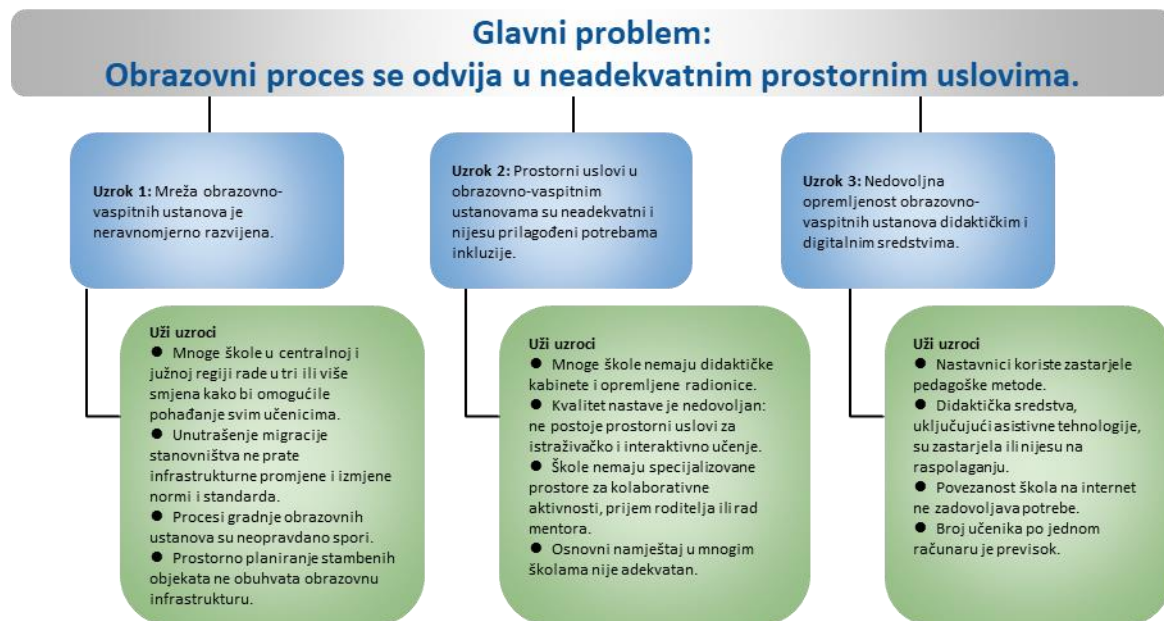 Glavni problem:
Obrazovni proces se odvija u neadekvatnim prostornim uslovima.
Uzrok 1: Mreža obrazovno-
vaspitnih ustanova je
neravnomjerno razvijena.
Uzrok 2: Prostorni uslovi u
obrazovno-vaspitnim
ustanovama su neadekvatni i
nijesu prilagođeni potrebama
inkluzije.
Uzrok 3: Nedovoljna
opremljenost obrazovno-
vaspitnih ustanova didaktičkim i
digitalnim sredstvima.
Uži uzroci
● Mnoge škole u centralnoj i
južnoj regiji rade u tri ili više
smjena kako bi omogućile
pohađanje svim učenicima.
● Unutrašenje migracije
stanovništva ne prate
infrastrukturne promjene i izmjene
normi i standarda.
● Procesi gradnje obrazovnih
ustanova su neopravdano spori.
● Prostorno planiranje stambenih
objekata ne obuhvata obrazovnu
infrastrukturu.
Uži uzroci
● Mnoge škole nemaju didaktičke
kabinete i opremljene radionice.
● Kvalitet nastave je nedovoljan:
ne postoje prostorni uslovi za
istraživačko i interaktivno učenje.
● Škole nemaju specijalizovane
prostore za kolaborativne
aktivnosti, prijem roditelja ili rad
mentora.
● Osnovni namještaj u mnogim
školama nije adekvatan.
Uži uzroci
● Nastavnici koriste zastarjele
pedagoške metode.
● Didaktička sredstva,
uključujući asistivne tehnologije,
su zastarjela ili nijesu na
raspolaganju.
● Povezanost škola na internet
ne zadovoljava potrebe.
● Broj učenika po jednom
računaru je previsok.